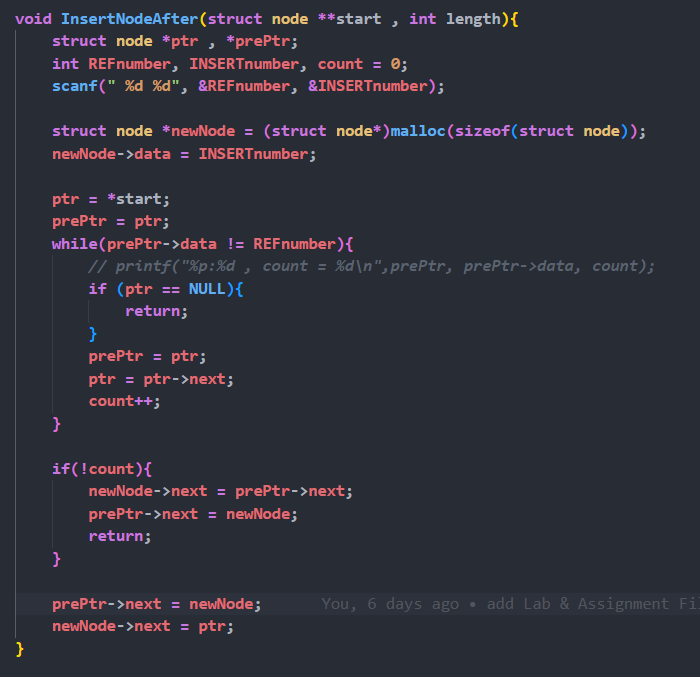 void InsertNodeAfter(struct node **start , int length){
    struct node *ptr , *prePtr;
    int REFnumber, INSERTnumber, count = 0;
    scanf(" %d %d", &REFnumber, &INSERTnumber);

    struct node *newNode = (struct node*)malloc(sizeof(struct node));
    newNode->data = INSERTnumber;

    ptr = *start;
    prePtr = ptr;
    while(prePtr->data != REFnumber){
        // printf("%p:%d , count = %d\n",prePtr, prePtr->data, count);
        if (ptr == NULL){
            return;
        }
        prePtr = ptr;
        ptr = ptr->next;
        count++;
    }

    if(!count){
        newNode->next = prePtr->next;
        prePtr->next = newNode;
        return;
    }

    prePtr->next = newNode;      You, 6 days ago • add Lab & Assignment Fil
    newNode->next = ptr;
}